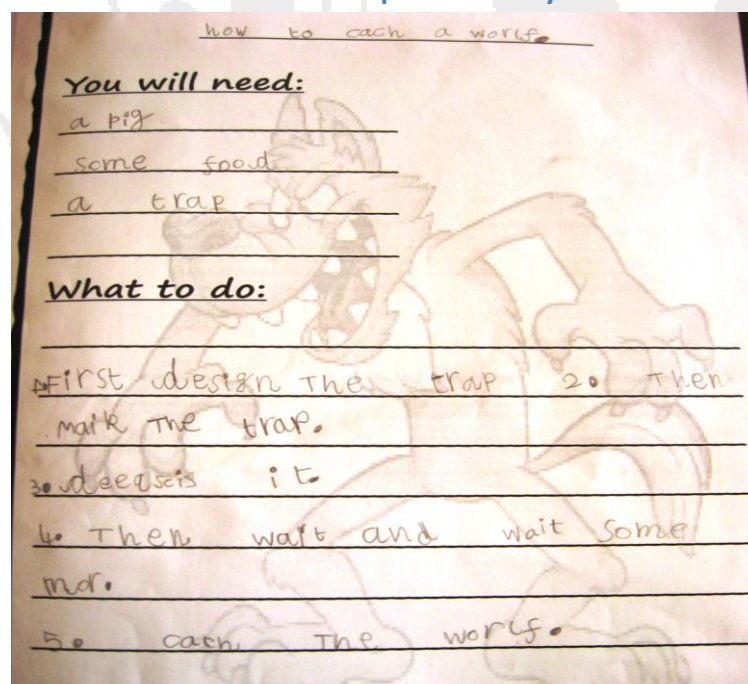 how to cach a worlf.
You will need:
a pig
some food
a trap
What to do:
1. First design The trap 2. Then
maik The trap.
3. deeqscis it.
4. Then wait and wait some
mor.
5. cach The worlf.